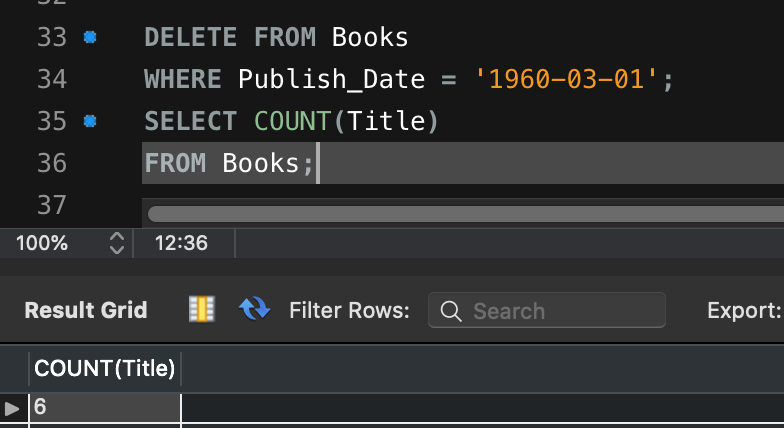 33 DELETE FROM Books
34 WHERE Publish_Date = '1960-03-01';
35 SELECT COUNT(Title)
36 FROM Books;
37
100% 12:36
Result Grid Filter Rows: Search Export:
COUNT(Title)
6